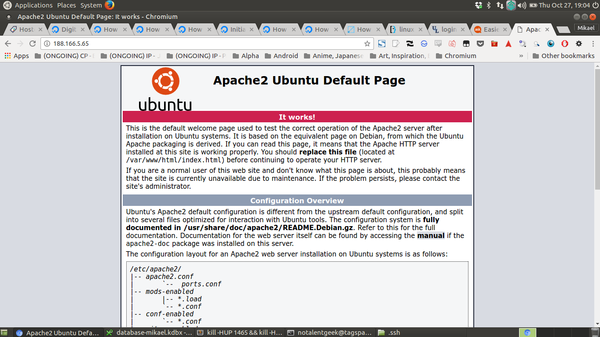 Applications Places System
Thu Oct 27, 19:04
Apache2 Ubuntu Default Page: It works - Chromium
Host Digit How How How Initia How How linux login Easie Apac
Mikael
188.166.5.65
Apps (ONGOING) CP - (ONGOING) IP - (ONGOING) IP - Alpha Android Anime, Japanese Art, Inspiration, Chromium » Other bookmarks
ubuntu
Apache2 Ubuntu Default Page
It works!
This is the default welcome page used to test the correct operation of the Apache2 server after
installation on Ubuntu systems. It is based on the equivalent page on Debian, from which the Ubuntu
Apache packaging is derived. If you can read this page, it means that the Apache HTTP server
installed at this site is working properly. You should replace this file (located at
/var/www/html/index.html) before continuing to operate your HTTP server.
If you are a normal user of this web site and don't know what this page is about, this probably means
that the site is currently unavailable due to maintenance. If the problem persists, please contact the
site's administrator.
Configuration Overview
Ubuntu's Apache2 default configuration is different from the upstream default configuration, and split
into several files optimized for interaction with Ubuntu tools. The configuration system is fully
documented in /usr/share/doc/apache2/README.Debian.gz. Refer to this for the full
documentation. Documentation for the web server itself can be found by accessing the manual if the
apache2-doc package was installed on this server.
The configuration layout for an Apache2 web server installation on Ubuntu systems is as follows:
/etc/apache2/
|-- apache2.conf
|       `--  ports.conf
|-- mods-enabled
|       |-- *.load
|       `-- *.conf
|-- conf-enabled
Apache2 Ubuntu Defa... database-mikael.kdbx -... kill -HUP 1465 && kill -H... notalentgeek@tagspa... .ssh